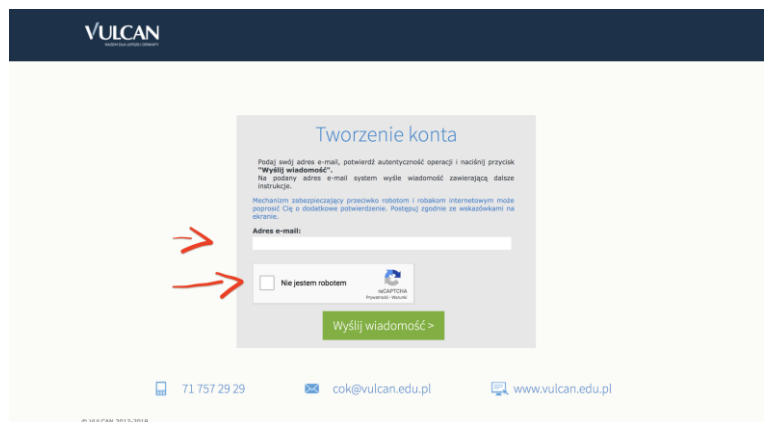 VULCAN
Tworzenie konta
Podaj swój adres e-mail, potwierdź autentyczność operacji i naciśnij przycisk
"Wyślij wiadomość".
Na podany adres e-mail system wyśle wiadomość zawierającą dalsze
instrukcje.
Mechanizm zabezpieczający przeciwko robotom i robakom internetowym może
poprosić Cię o dodatkowe potwierdzenie. Postępuj zgodnie ze wskazówkami na
ekranie.
Adres e-mail:
Nie jestem robotem
reCAPTCHA
Prywatność - Warunki
Wyślij wiadomość >
71 757 29 29
cok@vulcan.edu.pl
www.vulcan.edu.pl